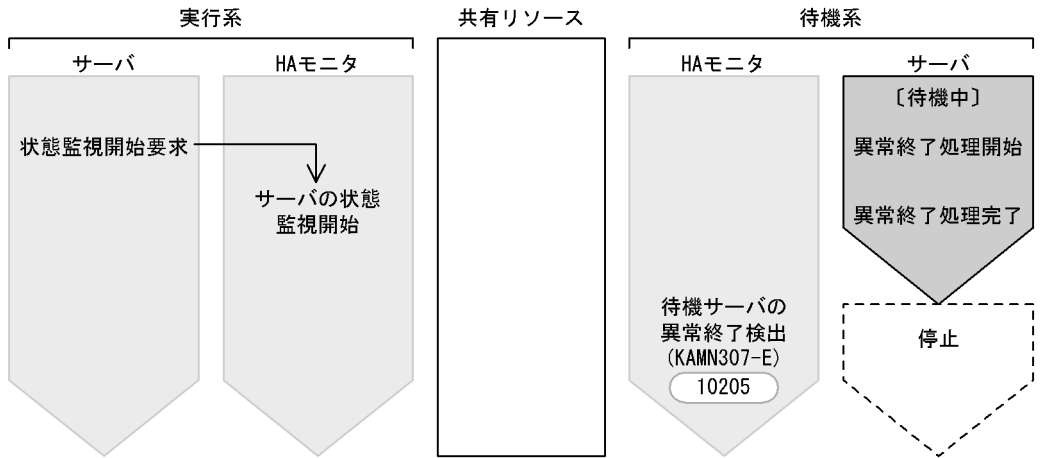 実行系
共有リソース
待機系
サーバ
HAモニタ
HAモニタ
サーバ
〔待機中〕
状態監視開始要求
異常終了処理開始
サーバの状態
監視開始
異常終了処理完了
待機サーバの
異常終了検出
(KAMN307-E)
10205
停止